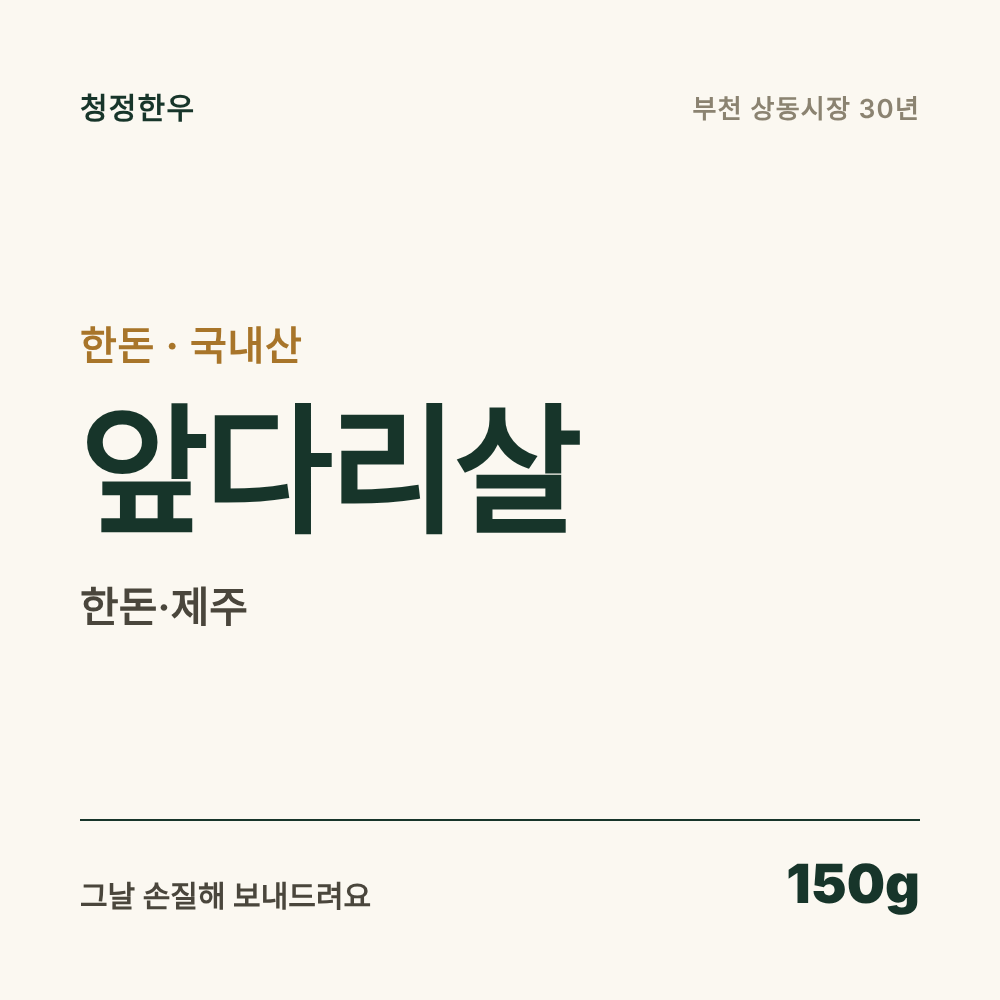 청정한우
부천 상동시장 30년
한돈 · 국내산
앞다리살
한돈·제주
그날 손질해 보내드려요
150g